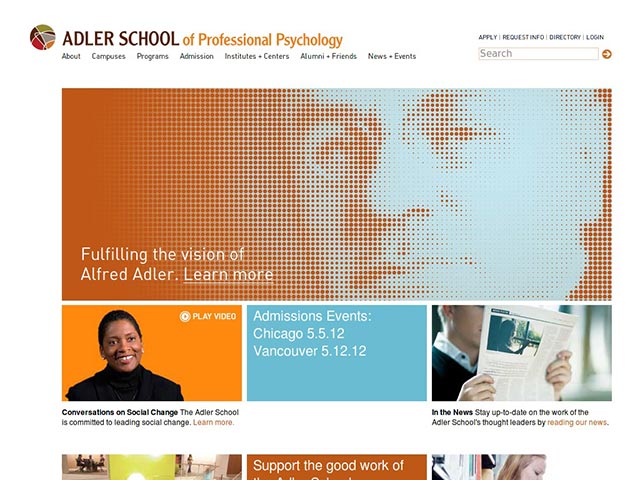 ADLER SCHOOL of Professional Psychology
APPLY | REQUEST INFO | DIRECTORY | LOGIN
Search
About Campuses Programs Admission Institutes + Centers Alumni + Friends News + Events
Fulfilling the vision of
Alfred Adler. Learn more
PLAY VIDEO
Admissions Events:
Chicago 5.5.12
Vancouver 5.12.12
Conversations on Social Change The Adler School
is committed to leading social change. Learn more.
In the News Stay up-to-date on the work of the
Adler School's thought leaders by reading our news.
Support the good work of
the Adler School